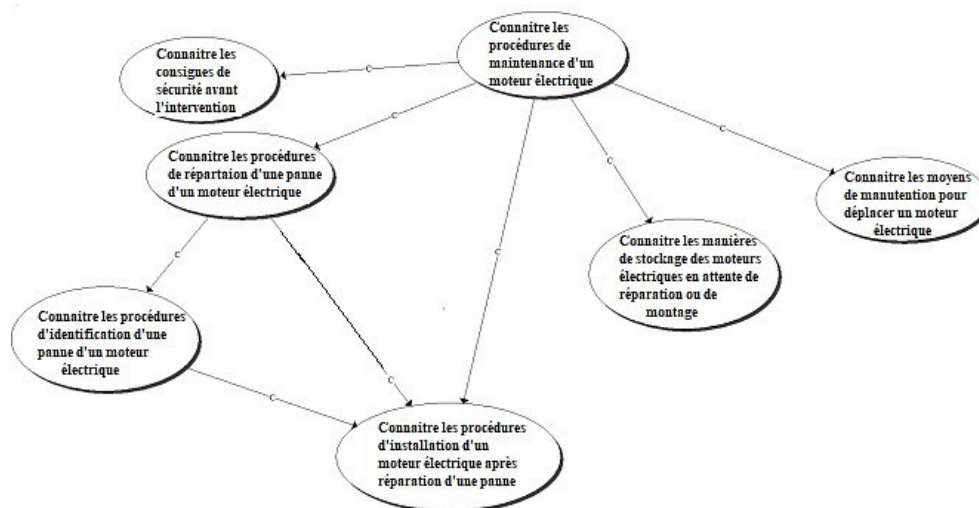 Connaitre les
procédures de
maintenance d'un
moteur électrique
Connaitre les
consignes de
sécurité avant
l'intervention
c
c
c
c
c
Connaitre les procédures
de répartaion d'une panne
d'un moteur électrique
Connaitre les moyens
de manutention pour
déplacer un moteur
électrique
Connaitre les manières
de stockage des moteurs
électriques en attente de
réparation ou de
montage
c
Connaitre les procédures
d'identification d'une
panne d'un moteur
électrique
c
c
Connaitre les procédures
d'installation d'un
moteur électrique après
réparation d'une panne